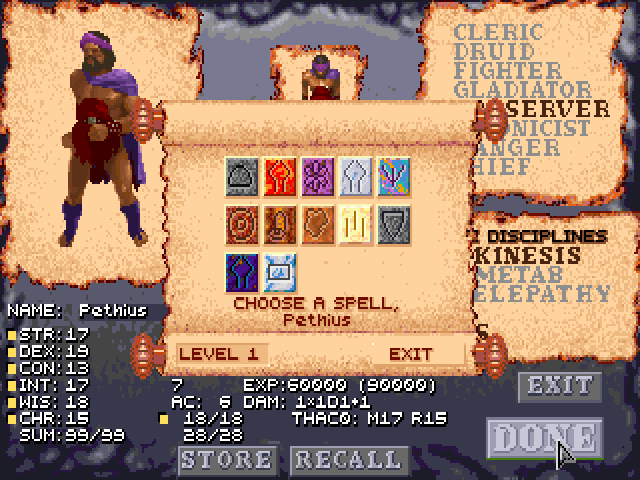 CLERIC
DRUID
FIGHTER
GLADIATOR
SERVER
ONICIST
ANGER
HIEF
I DISCIPLINES
KINESIS
METAB
ELEPATHY
S
CHOOSE A SPELL,
Pethius
LEVEL 1
EXIT
NAME: Pethius
STR:17
DEX:19
CON:13
INT:17
WIS:18
CHR:15
SUM:99/99
7 EXP:60000 (90000)
AC: 6 DAM: 1×1D1+1
18/18 THAC0: M17 R15
28/28
EXIT
DONE
STORE
RECALL